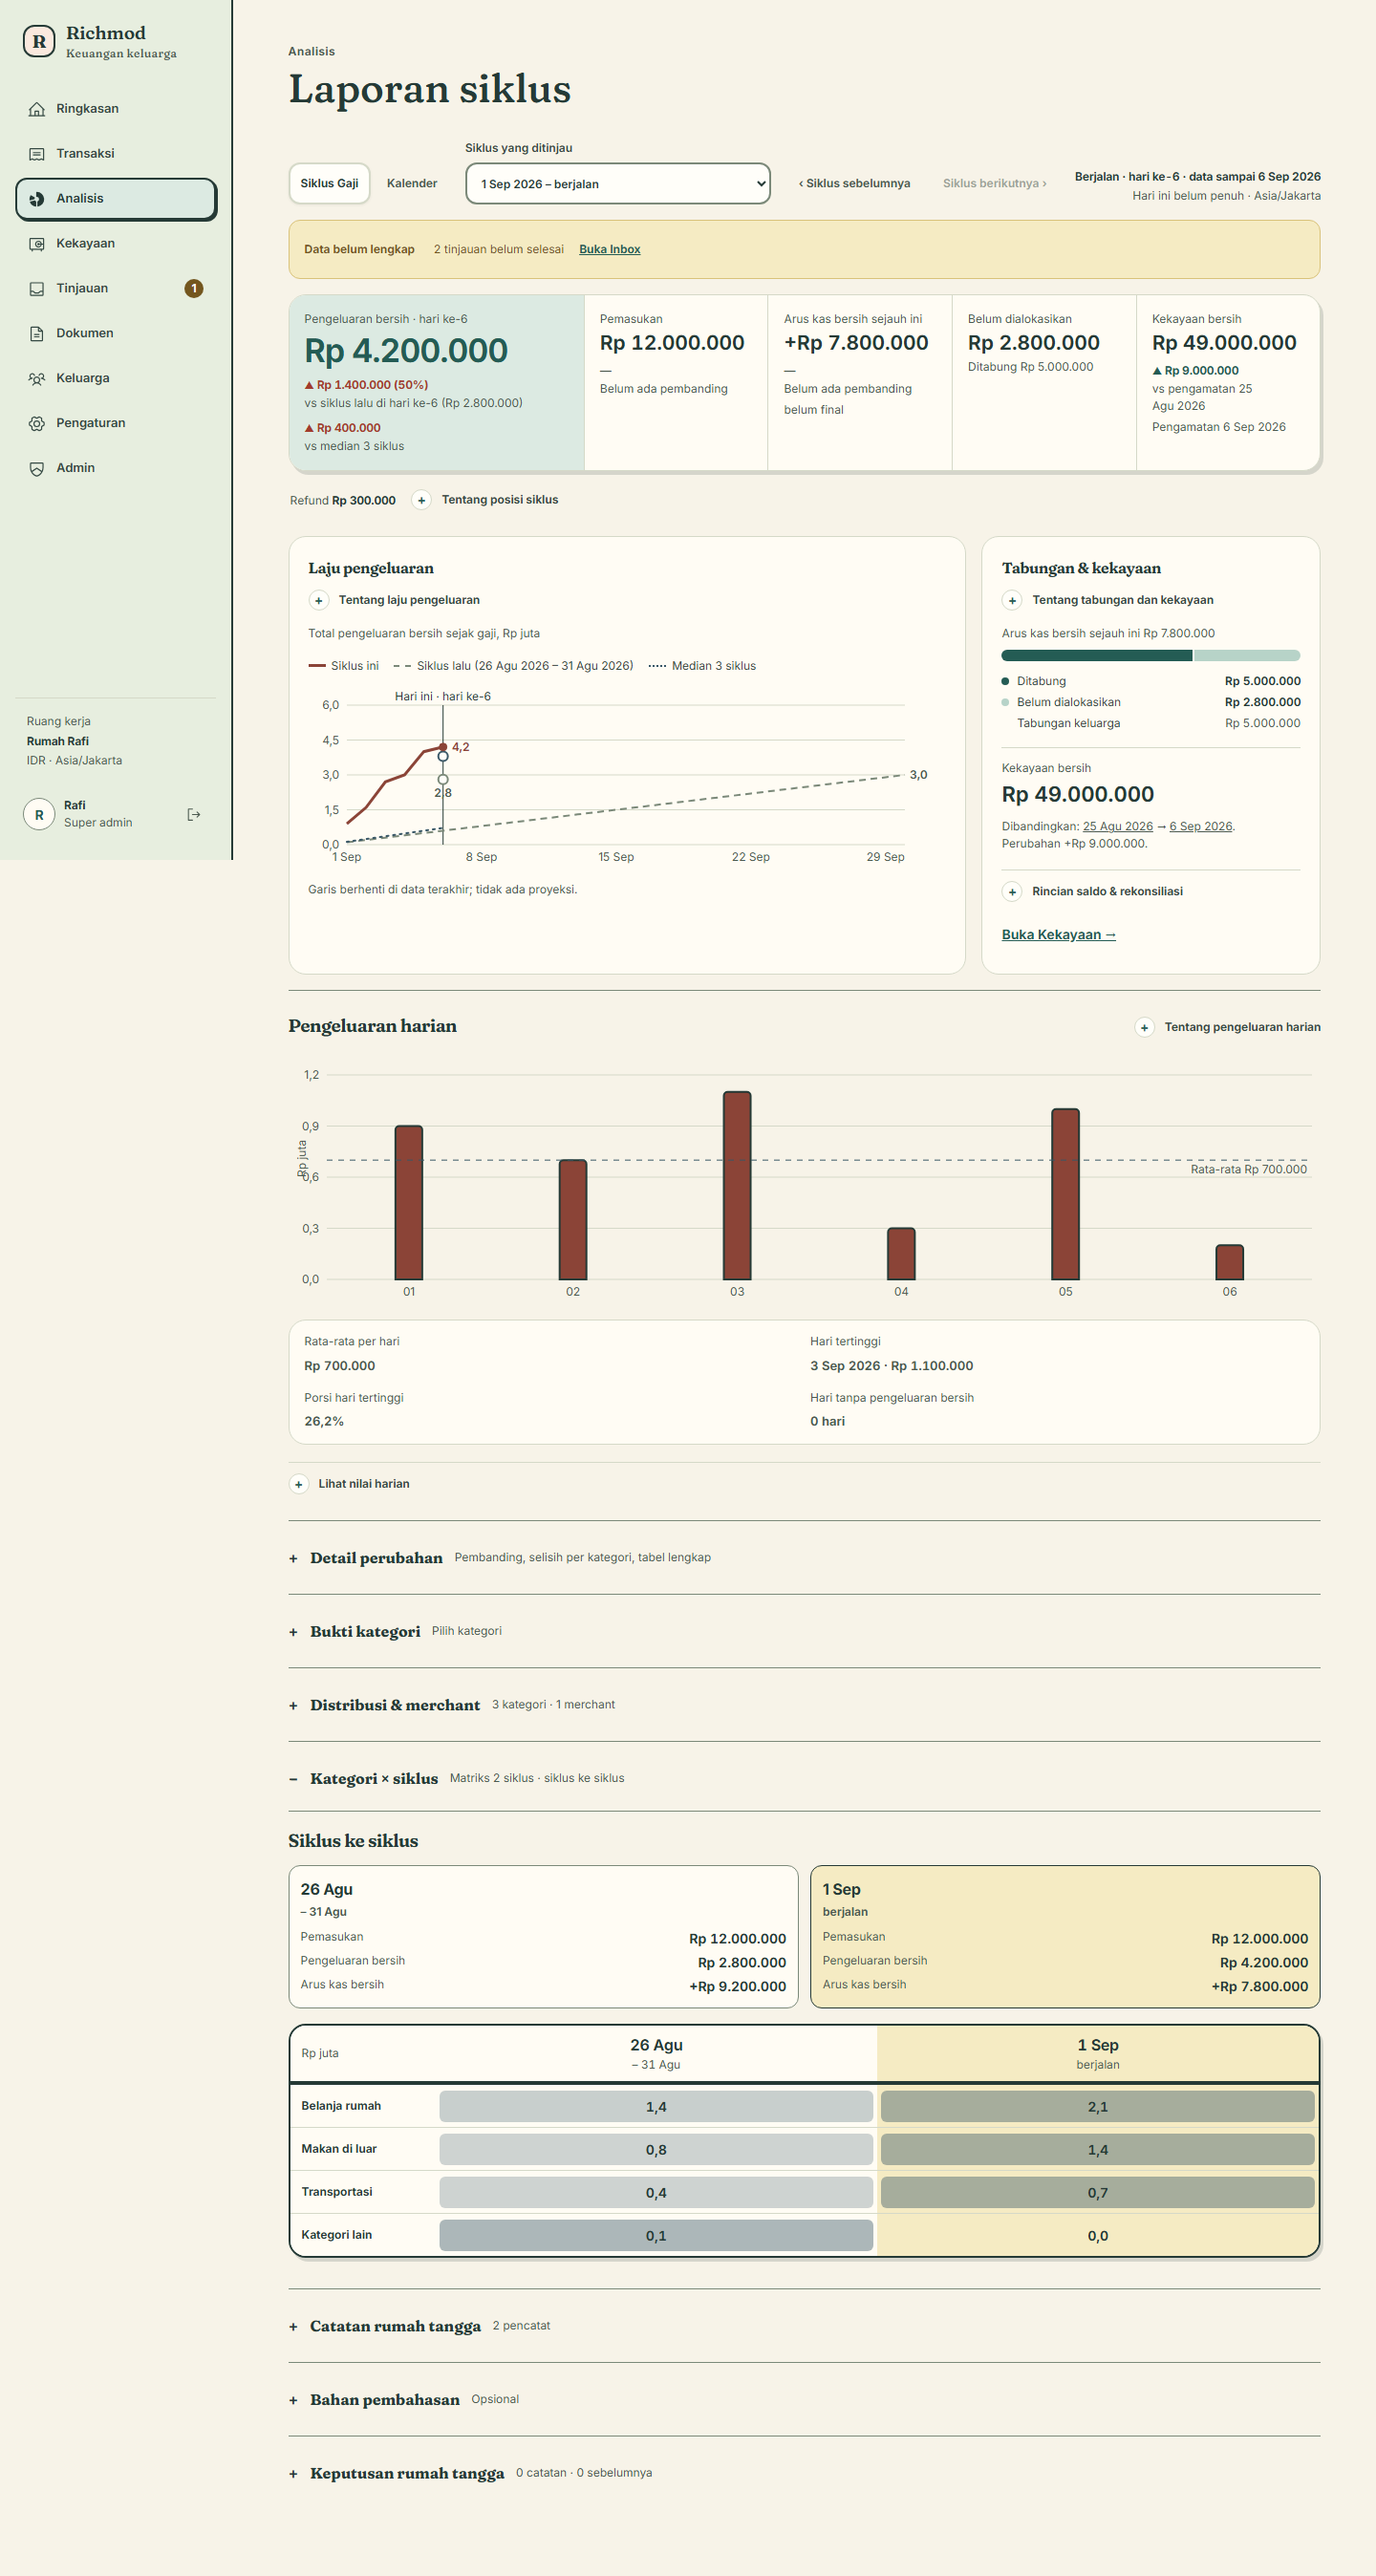 R
Richmod
Keuangan keluarga
Ringkasan
Transaksi
Analisis
Kekayaan
Tinjauan 1
Dokumen
Keluarga
Pengaturan
Admin
Ruang kerja
Rumah Rafi
IDR · Asia/Jakarta
R
Rafi
Super admin
Analisis
Laporan siklus
Siklus Gaji
Kalender
Siklus yang ditinjau
1 Sep 2026 – berjalan
‹ Siklus sebelumnya
Siklus berikutnya ›
Berjalan · hari ke-6 · data sampai 6 Sep 2026
Hari ini belum penuh · Asia/Jakarta
Data belum lengkap 2 tinjauan belum selesai Buka Inbox
Pengeluaran bersih · hari ke-6
Rp 4.200.000
▲ Rp 1.400.000 (50%)
vs siklus lalu di hari ke-6 (Rp 2.800.000)
▲ Rp 400.000
vs median 3 siklus
Pemasukan
Rp 12.000.000
—
Belum ada pembanding
Arus kas bersih sejauh ini
+Rp 7.800.000
—
Belum ada pembanding
belum final
Belum dialokasikan
Rp 2.800.000
Ditabung Rp 5.000.000
Kekayaan bersih
Rp 49.000.000
▲ Rp 9.000.000
vs pengamatan 25
Agu 2026
Pengamatan 6 Sep 2026
Refund Rp 300.000 + Tentang posisi siklus
Laju pengeluaran
+ Tentang laju pengeluaran
Total pengeluaran bersih sejak gaji, Rp juta
Siklus ini Siklus lalu (26 Agu 2026 – 31 Agu 2026) Median 3 siklus
Hari ini · hari ke-6
6,0
4,5
3,0
1,5
0,0
4,2
2,8
3,0
1 Sep 8 Sep 15 Sep 22 Sep 29 Sep
Garis berhenti di data terakhir; tidak ada proyeksi.
Tabungan & kekayaan
+ Tentang tabungan dan kekayaan
Arus kas bersih sejauh ini Rp 7.800.000
Ditabung Rp 5.000.000
Belum dialokasikan Rp 2.800.000
Tabungan keluarga Rp 5.000.000
Kekayaan bersih
Rp 49.000.000
Dibandingkan: 25 Agu 2026 → 6 Sep 2026.
Perubahan +Rp 9.000.000.
+ Rincian saldo & rekonsiliasi
Buka Kekayaan →
Pengeluaran harian
+ Tentang pengeluaran harian
Rp juta
1,2
0,9
0,6
0,3
0,0
Rata-rata Rp 700.000
01 02 03 04 05 06
Rata-rata per hari
Rp 700.000
Hari tertinggi
3 Sep 2026 · Rp 1.100.000
Porsi hari tertinggi
26,2%
Hari tanpa pengeluaran bersih
0 hari
+ Lihat nilai harian
+ Detail perubahan Pembanding, selisih per kategori, tabel lengkap
+ Bukti kategori Pilih kategori
+ Distribusi & merchant 3 kategori · 1 merchant
− Kategori × siklus Matriks 2 siklus · siklus ke siklus
Siklus ke siklus
26 Agu
– 31 Agu
Pemasukan Rp 12.000.000
Pengeluaran bersih Rp 2.800.000
Arus kas bersih +Rp 9.200.000
1 Sep
berjalan
Pemasukan Rp 12.000.000
Pengeluaran bersih Rp 4.200.000
Arus kas bersih +Rp 7.800.000
Rp juta
26 Agu
– 31 Agu
1 Sep
berjalan
Belanja rumah 1,4 2,1
Makan di luar 0,8 1,4
Transportasi 0,4 0,7
Kategori lain 0,1 0,0
+ Catatan rumah tangga 2 pencatat
+ Bahan pembahasan Opsional
+ Keputusan rumah tangga 0 catatan · 0 sebelumnya